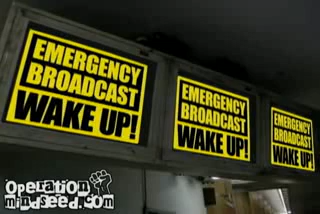 EMERGENCY
BROADCAST
WAKE UP!
EMERGENCY
BROADCAST
WAKE UP!
EMERGENCY
BROADCAST
WAKE UP!
Operation
mindseed.com